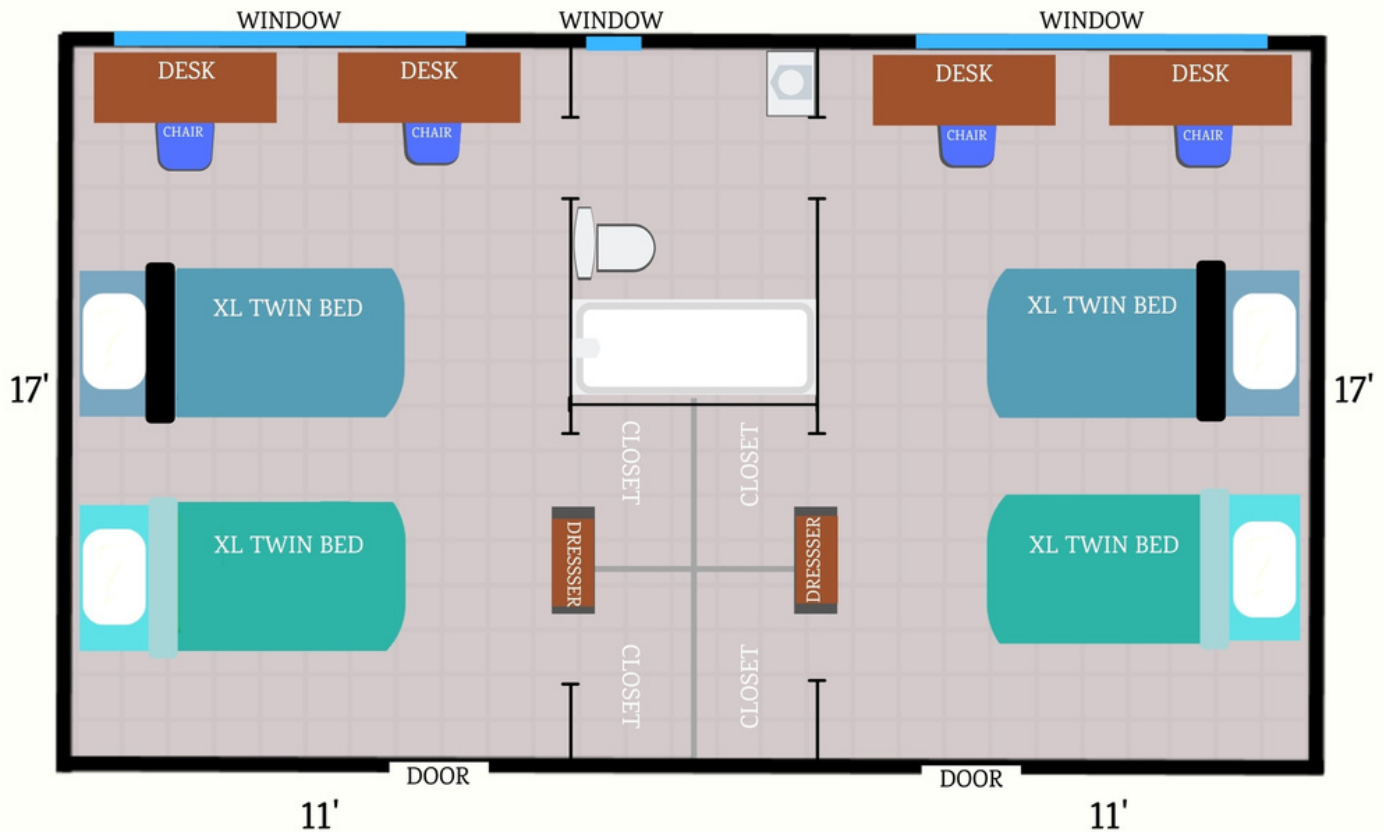 WINDOW
WINDOW
WINDOW
DESK
DESK
DESK
DESK
CHAIR
CHAIR
CHAIR
CHAIR
XL TWIN BED
XL TWIN BED
17'
17'
CLOSET
CLOSET
XL TWIN BED
DRESSSER
DRESSSER
XL TWIN BED
CLOSET
CLOSET
DOOR
DOOR
11'
11'